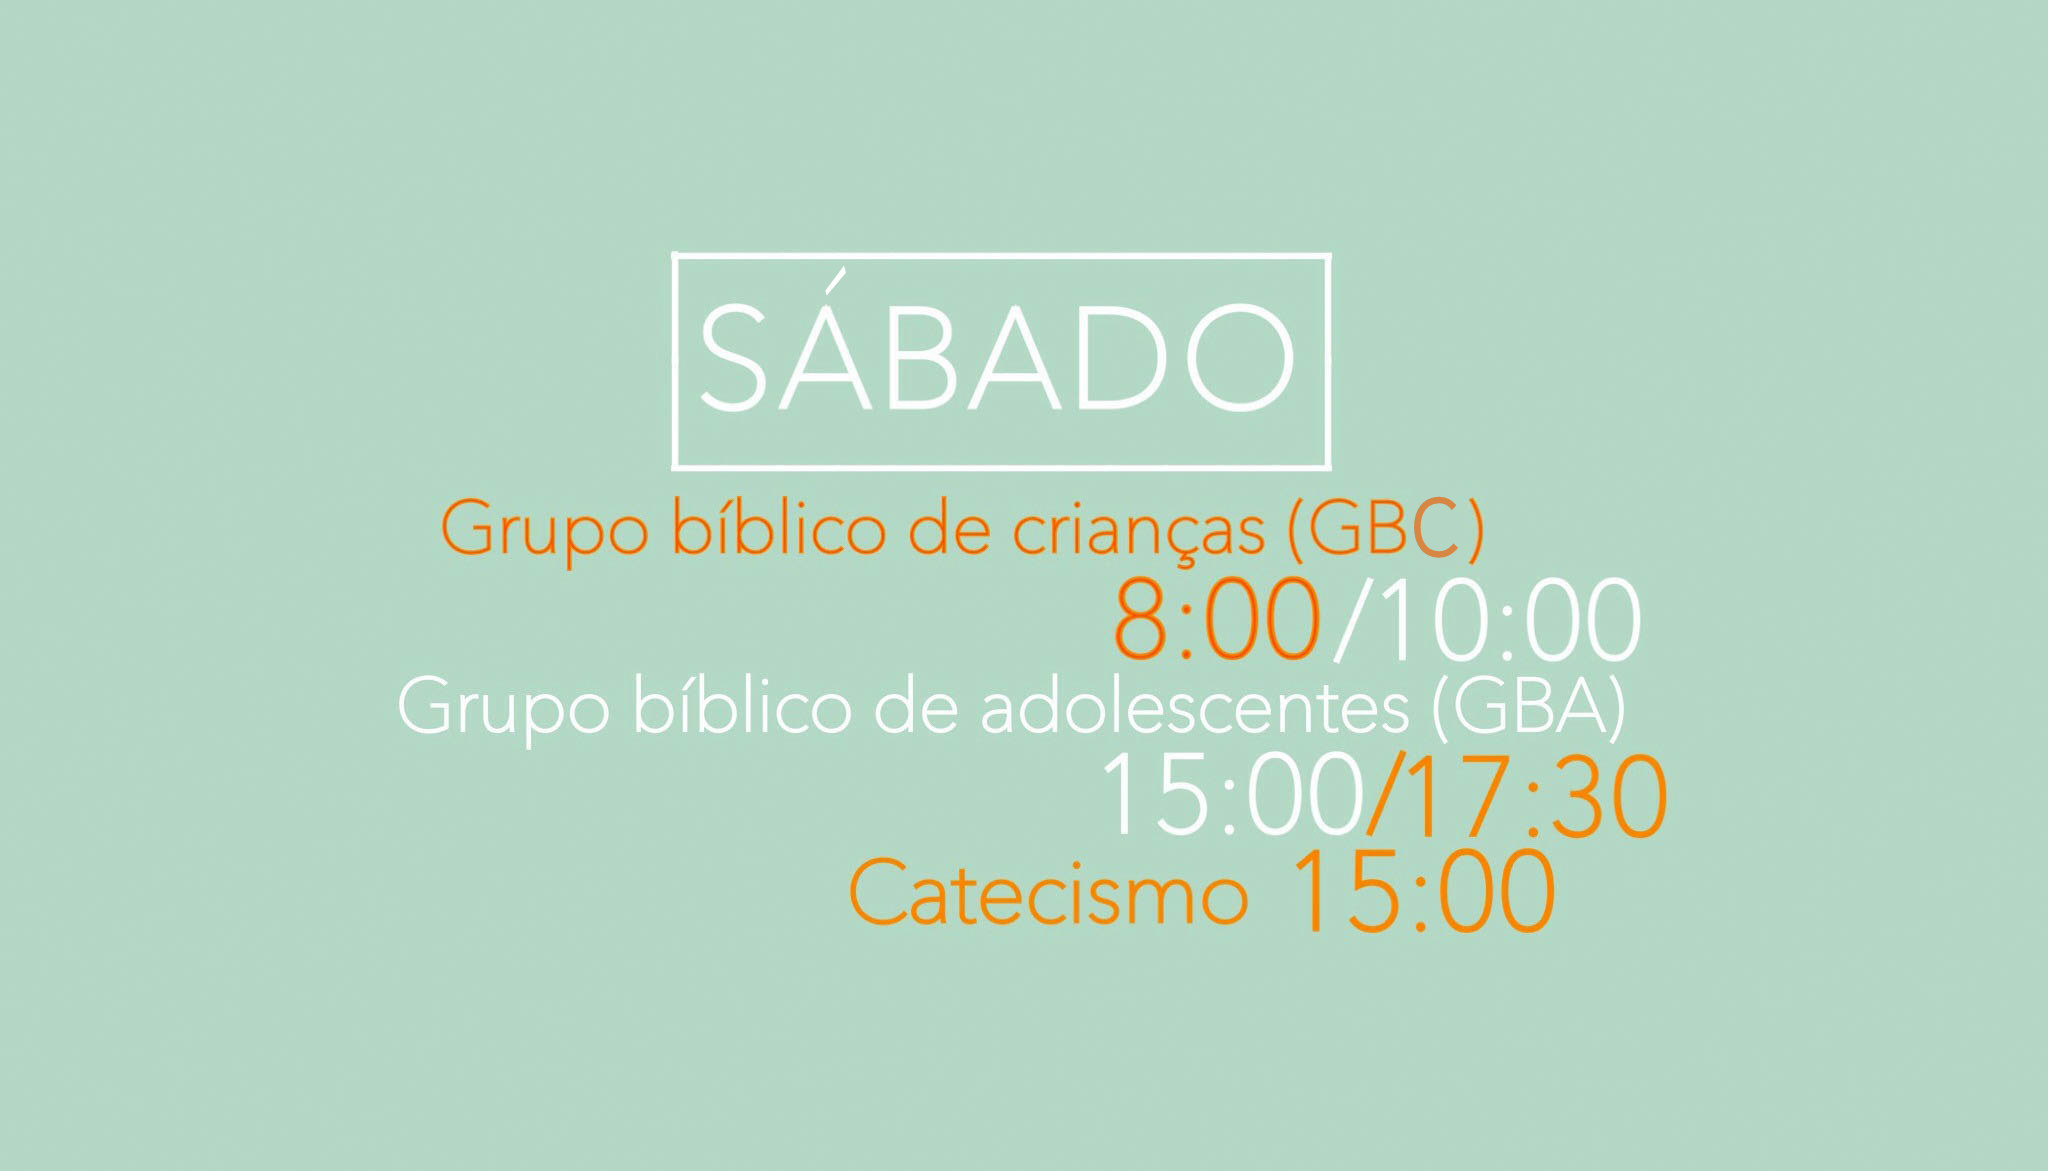 SÁBADO
Grupo bíblico de crianças (GBC)
8:00/10:00
Grupo bíblico de adolescentes (GBA)
15:00/17:30
Catecismo 15:00